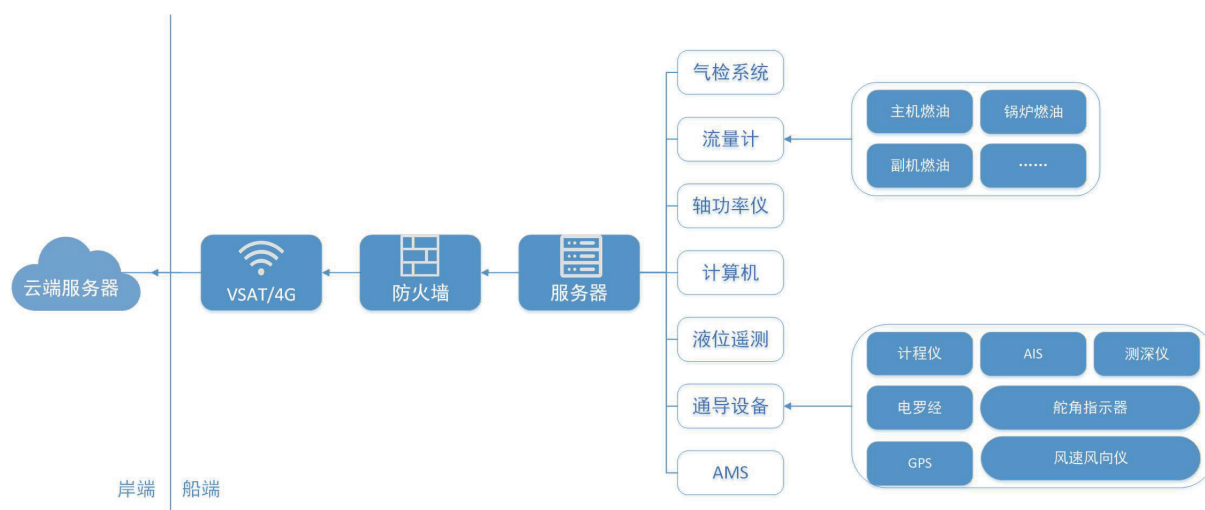 云端服务器
VSAT/4G
防火墙
服务器
气检系统
流量计
轴功率仪
计算机
液位遥测
通导设备
AMS
主机燃油
锅炉燃油
副机燃油
……
计程仪
AIS
测深仪
电罗经
舵角指示器
GPS
风速风向仪
岸端
船端